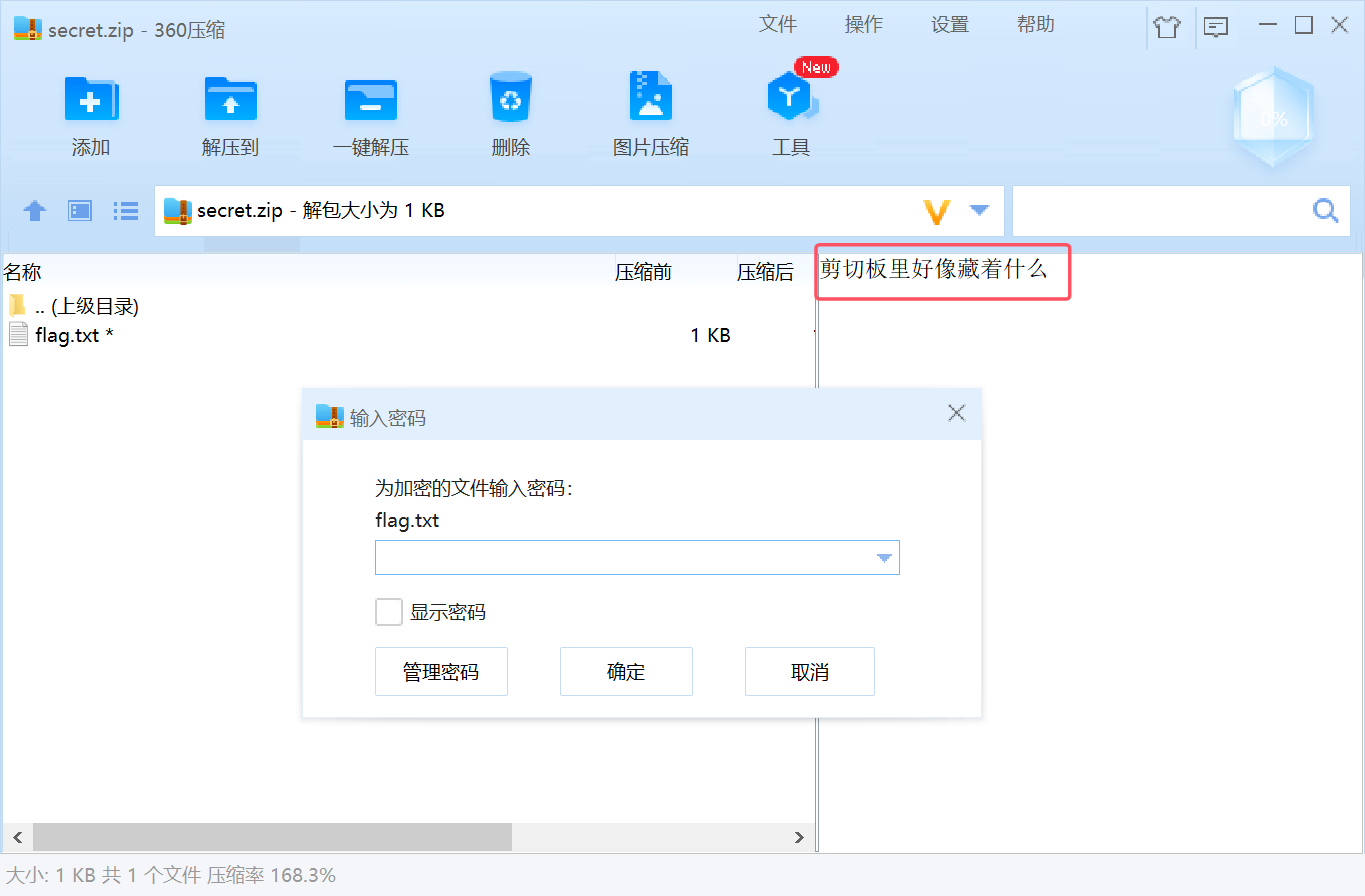 secret.zip - 360压缩
文件 操作 设置 帮助
New
添加 解压到 一键解压 删除 图片压缩 工具
0%
secret.zip - 解包大小为 1 KB
名称 压缩前 压缩后
剪切板里好像藏着什么
.. (上级目录)
flag.txt * 1 KB
输入密码
为加密的文件输入密码:
flag.txt
显示密码
管理密码 确定 取消
大小: 1 KB 共 1 个文件 压缩率 168.3%